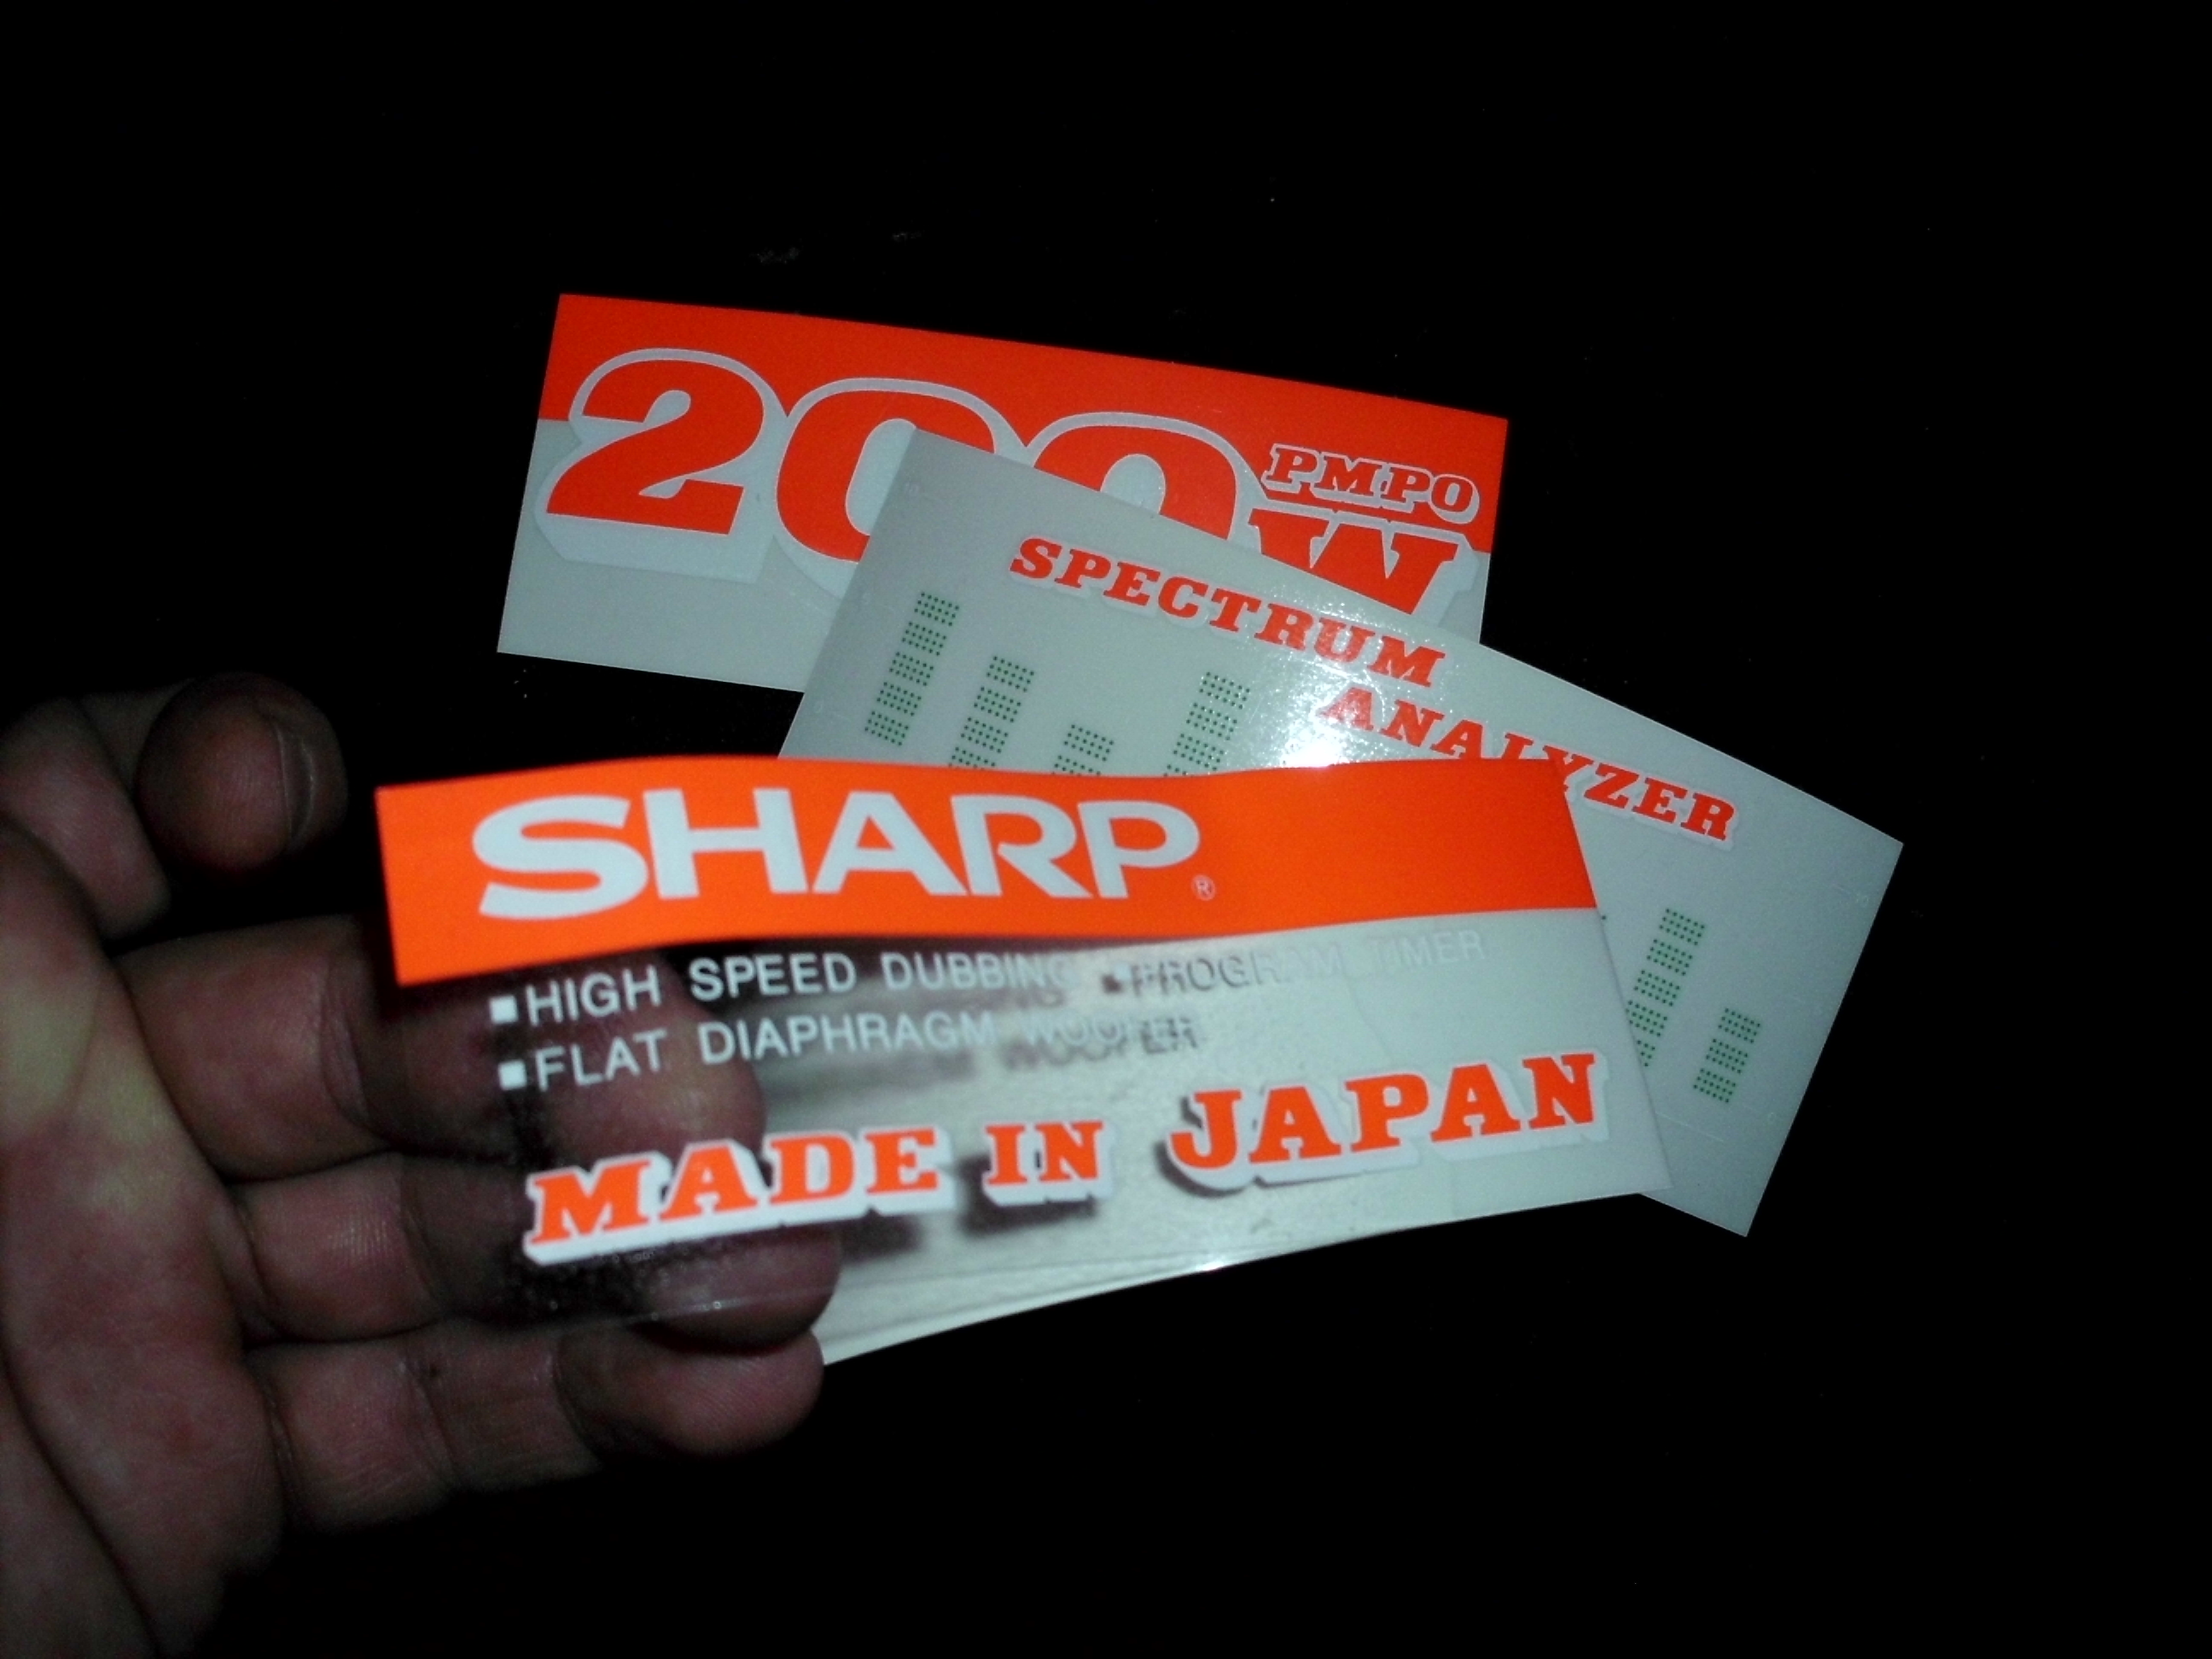 200 PMPO
W
SPECTRUM
ANALYZER
SHARP®
■HIGH SPEED DUBBING ■PROGRAM TIMER
■FLAT DIAPHRAGM WOOFER
MADE IN JAPAN